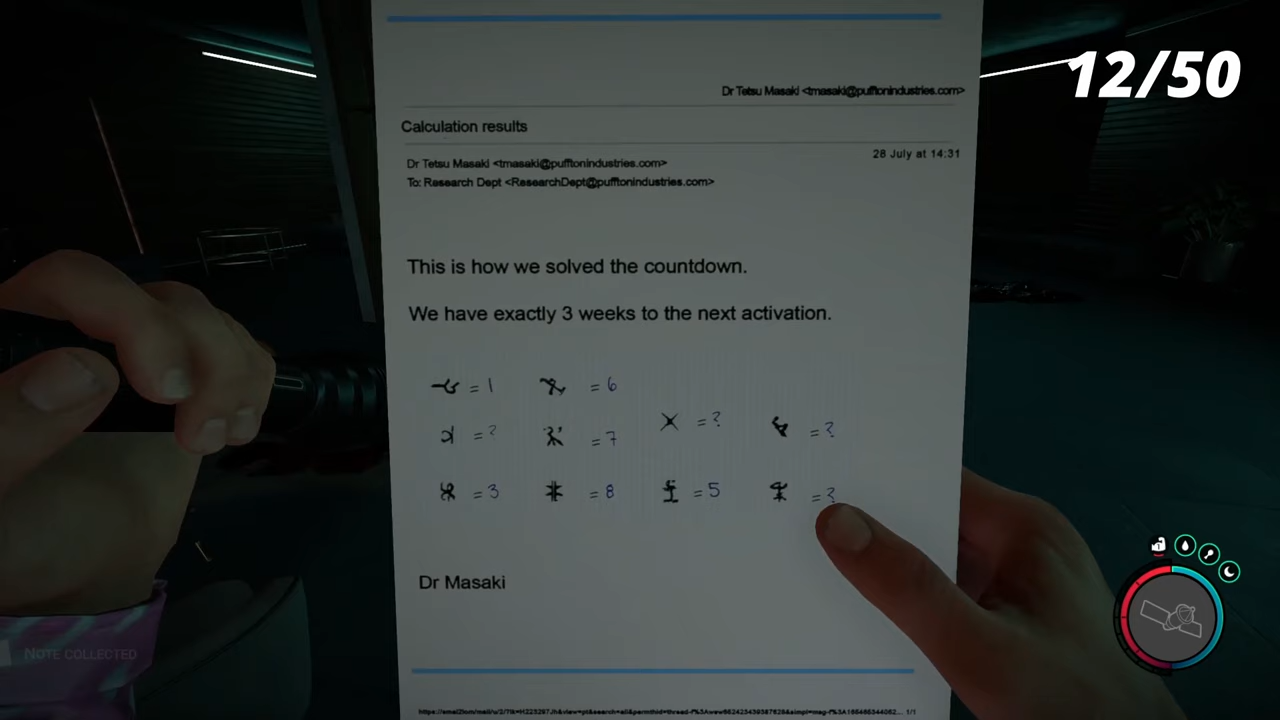 12/50
Dr Tetsu Masaki <tmasaki@pufftonindustries.com>
Calculation results
28 July at 14:31
Dr Tetsu Masaki <tmasaki@pufftonindustries.com>
To: Research Dept <ResearchDept@pufftonindustries.com>
This is how we solved the countdown.
We have exactly 3 weeks to the next activation.
= 1 = 6
= ? = 7 = ? = ?
= 3 = 8 = 5 = ?
Dr Masaki
NOTE COLLECTED
1/1